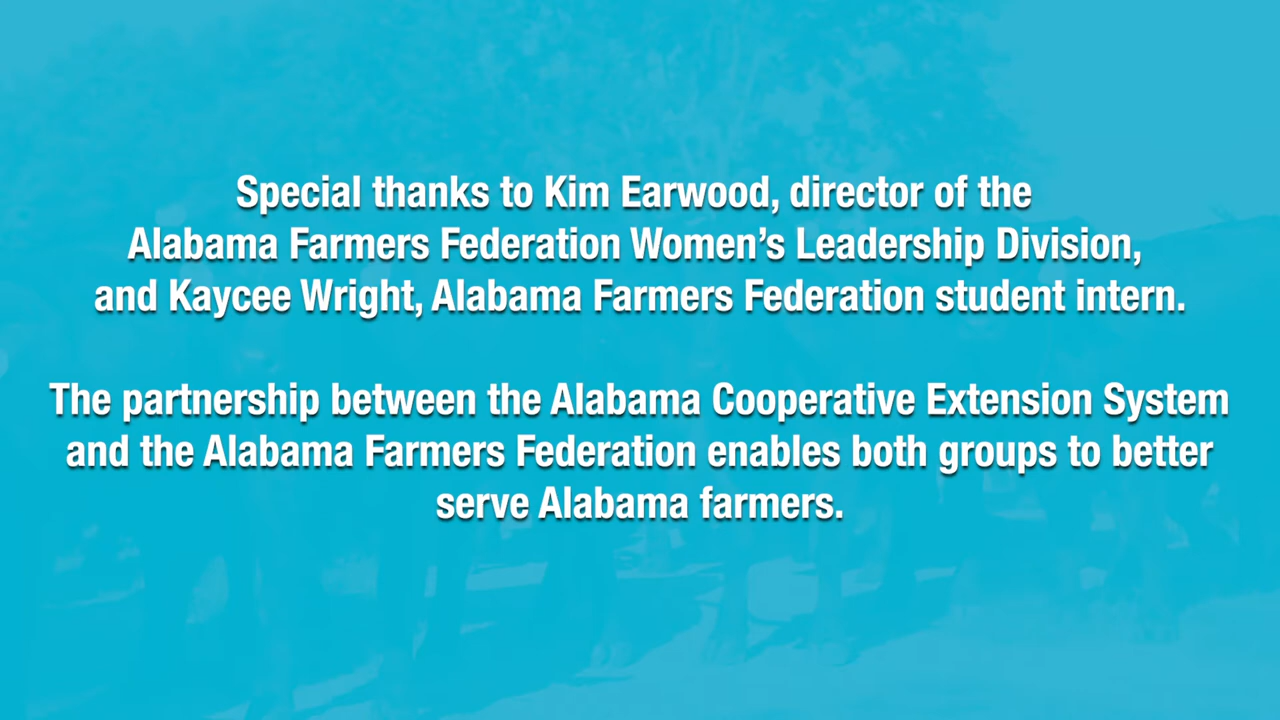 Special thanks to Kim Earwood, director of the
Alabama Farmers Federation Women’s Leadership Division,
and Kaycee Wright, Alabama Farmers Federation student intern.
The partnership between the Alabama Cooperative Extension System
and the Alabama Farmers Federation enables both groups to better
serve Alabama farmers.